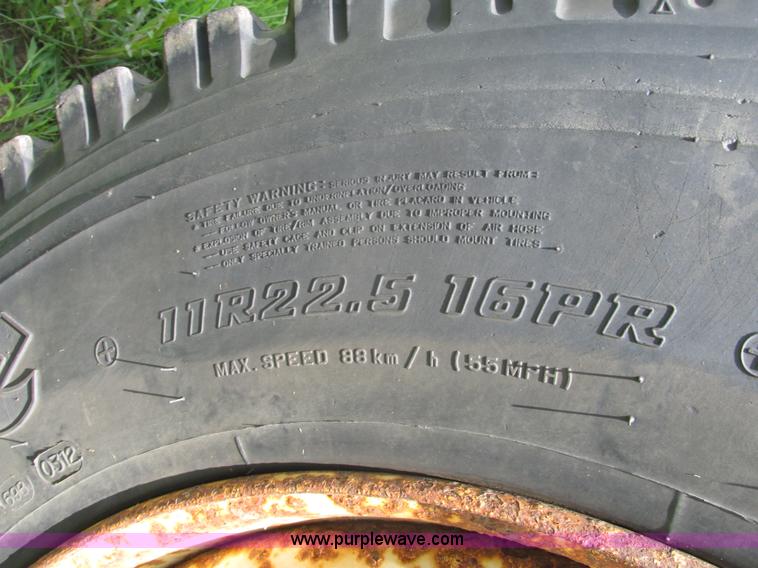 SAFETY WARNING: SERIOUS INJURY MAY RESULT FROM:
TIRE FAILURE DUE TO UNDERINFLATION/OVERLOADING
- FOLLOW OWNER'S MANUAL OR TIRE PLACARD IN VEHICLE
EXPLOSION OF TIRE/RIM ASSEMBLY DUE TO IMPROPER MOUNTING
- USE SAFETY CAGE AND CLIP ON EXTENSION OF AIR HOSE
- ONLY SPECIALLY TRAINED PERSONS SHOULD MOUNT TIRES
11R22.5 16PR
MAX. SPEED 88km/h (55MPH)
0312
www.purplewave.com